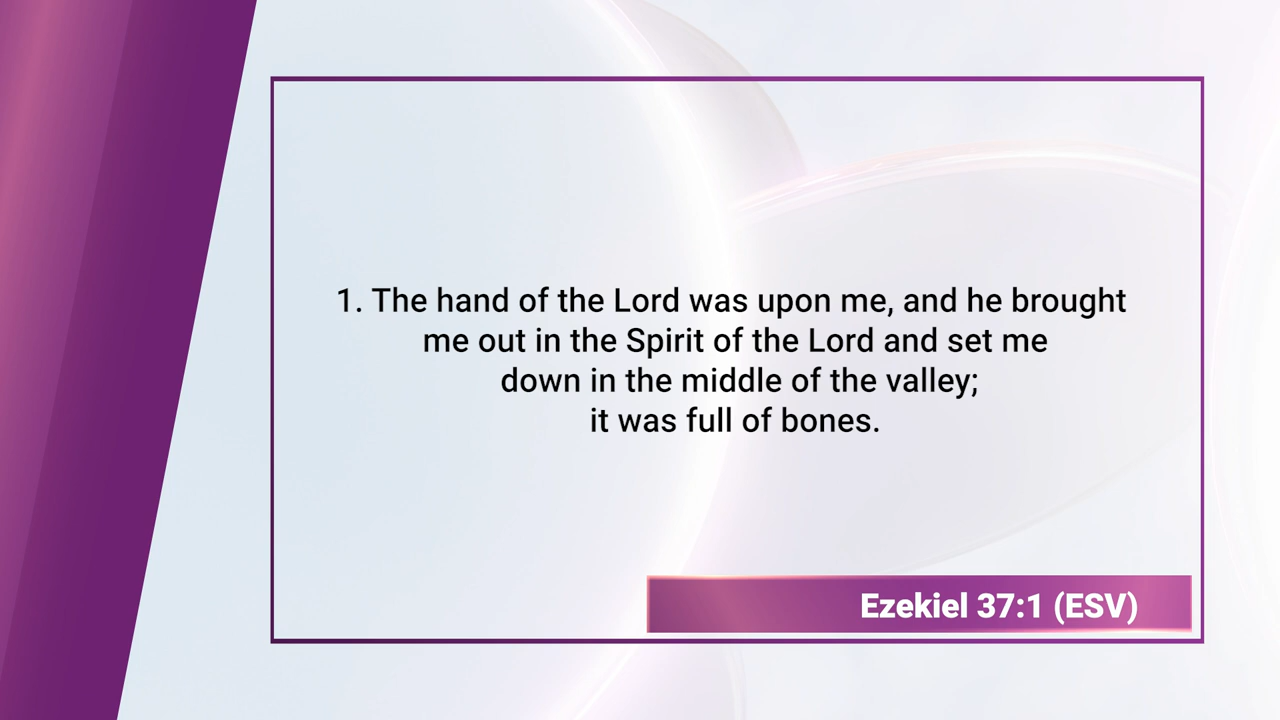 1. The hand of the Lord was upon me, and he brought
me out in the Spirit of the Lord and set me
down in the middle of the valley;
it was full of bones.
Ezekiel 37:1 (ESV)